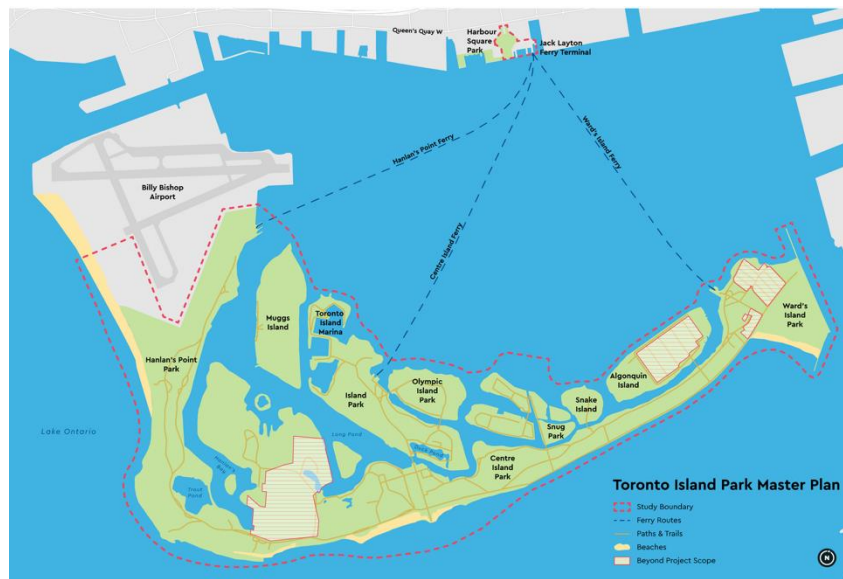 Queen's Quay W
Harbour
Square
Park
Jack Layton
Ferry Terminal
Hanlan's Point Ferry
Centre Island Ferry
Ward's Island Ferry
Billy Bishop
Airport
Muggs
Island
Toronto
Island
Marina
Hanlan's Point
Park
Island
Park
Olympic
Island
Park
Algonquin
Island
Ward's
Island
Park
Snake
Island
Snug
Park
Centre
Island
Park
Lake Ontario
Long Pond
Trout
Pond
Toronto Island Park Master Plan
Study Boundary
Ferry Routes
Paths & Trails
Beaches
Beyond Project Scope
N